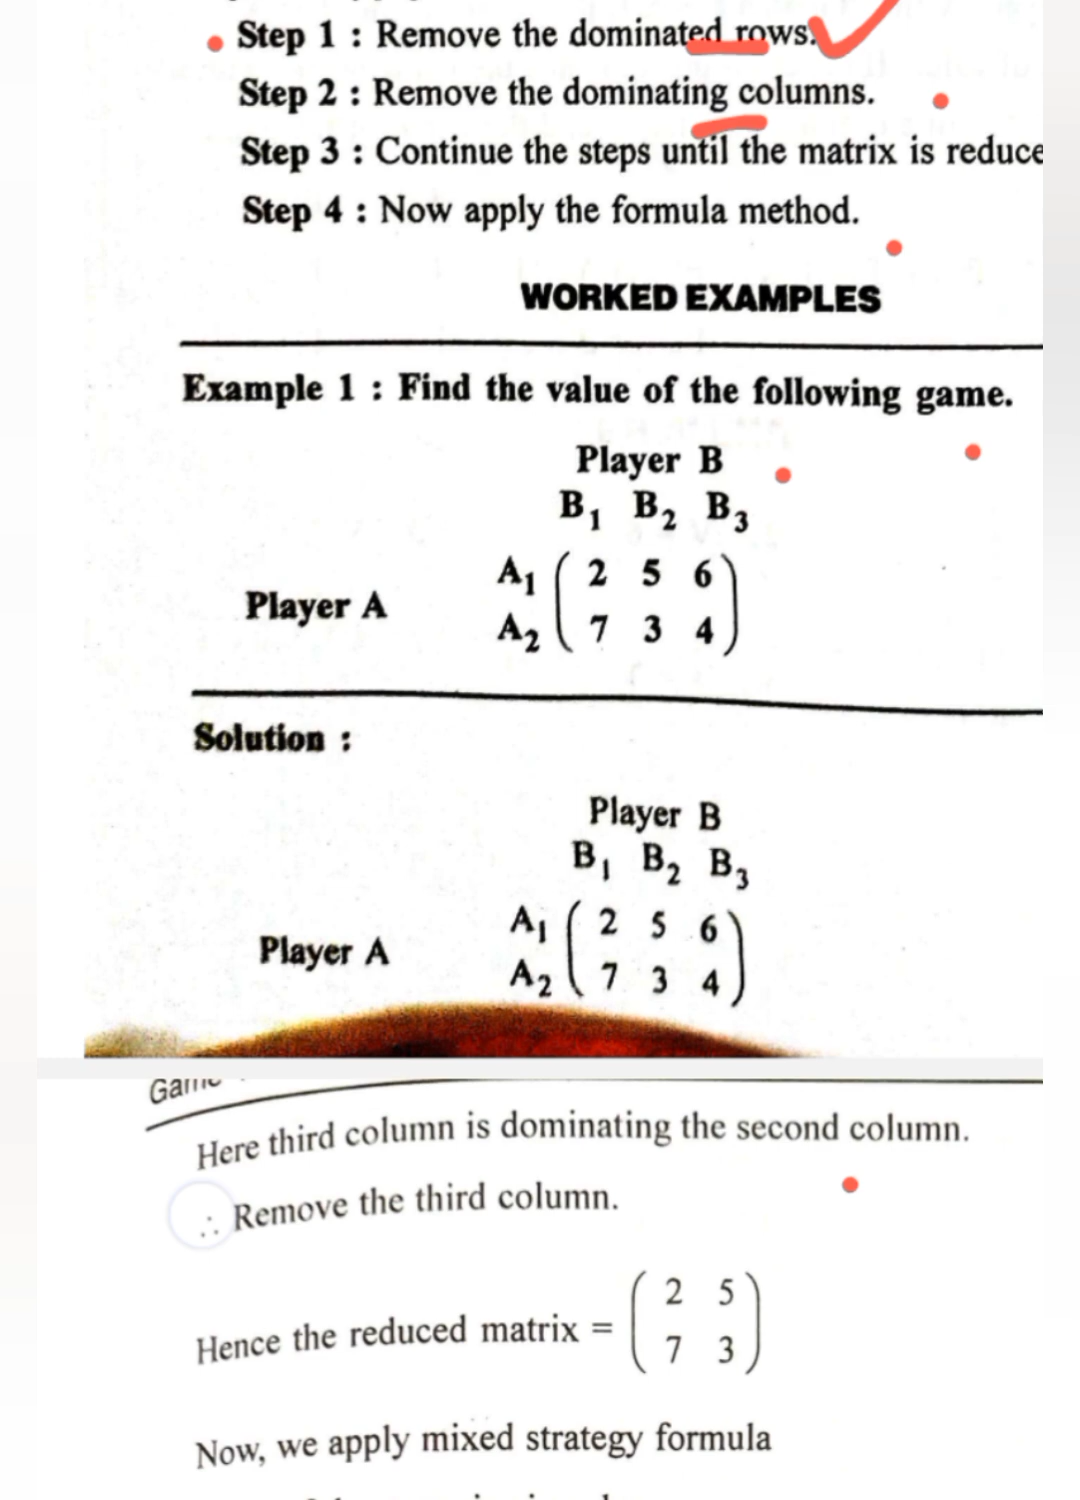 Step 1 : Remove the dominated rows.
Step 2 : Remove the dominating columns.
Step 3 : Continue the steps until the matrix is reduce
Step 4 : Now apply the formula method.
WORKED EXAMPLES
Example 1 : Find the value of the following game.
Player B
B₁ B₂ B₃
A₁ ( 2 5 6 )
Player A
A₂ ( 7 3 4 )
Solution :
Player B
B₁ B₂ B₃
A₁ ( 2 5 6 )
Player A
A₂ ( 7 3 4 )
Here third column is dominating the second column.
∴ Remove the third column.
Hence the reduced matrix = ( 2 5
7 3 )
Now, we apply mixed strategy formula